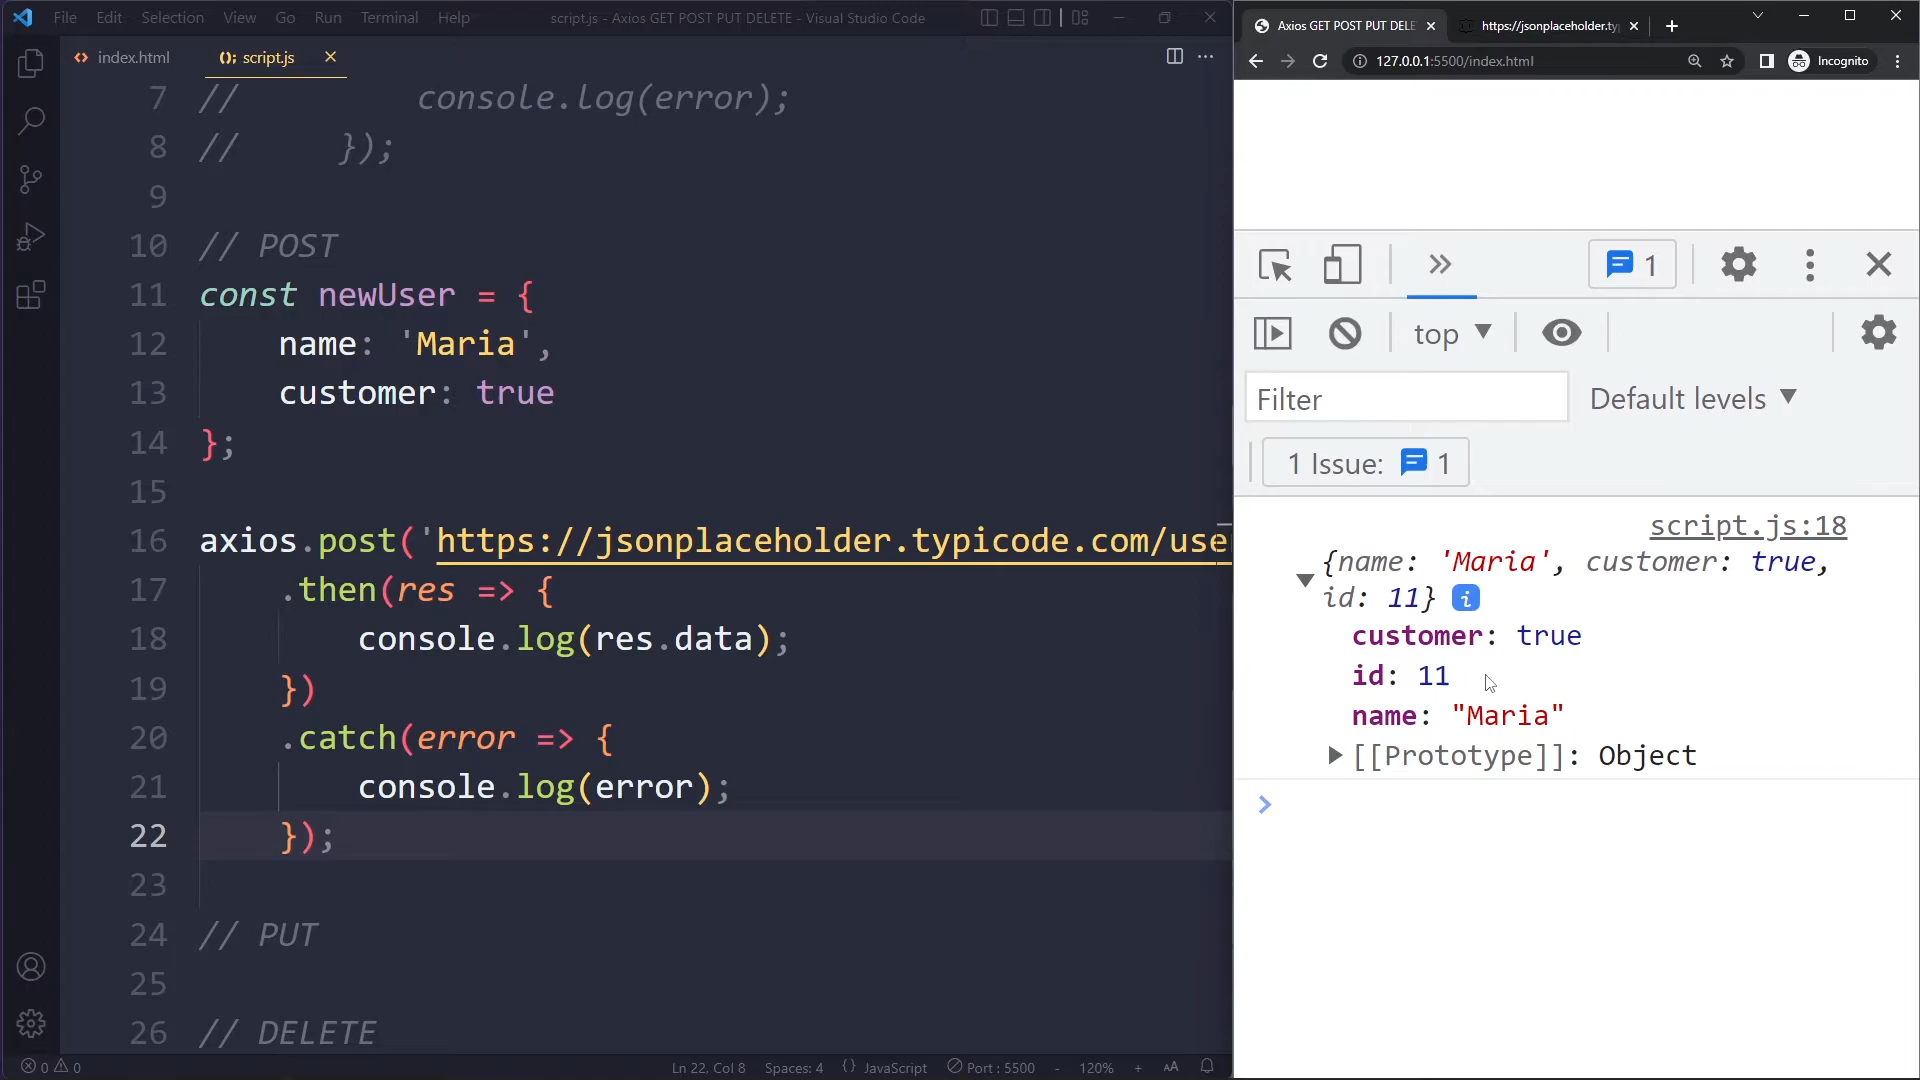 File Edit Selection View Go Run Terminal Help script.js - Axios GET POST PUT DELETE - Visual Studio Code
index.html script.js
7 // console.log(error);
8 // });
9
10 // POST
11 const newUser = {
12 name: 'Maria',
13 customer: true
14 };
15
16 axios.post('https://jsonplaceholder.typicode.com/use
17 .then(res => {
18 console.log(res.data);
19 })
20 .catch(error => {
21 console.log(error);
22 });
23
24 // PUT
25
26 // DELETE
0 0 Ln 22, Col 8 Spaces: 4 {} JavaScript Port : 5500 - 120% +
Axios GET POST PUT DELE https://jsonplaceholder.ty
127.0.0.1:5500/index.html Incognito
1
top
Filter Default levels
1 Issue: 1
script.js:18
{name: 'Maria', customer: true,
id: 11} i
customer: true
id: 11
name: "Maria"
[[Prototype]]: Object